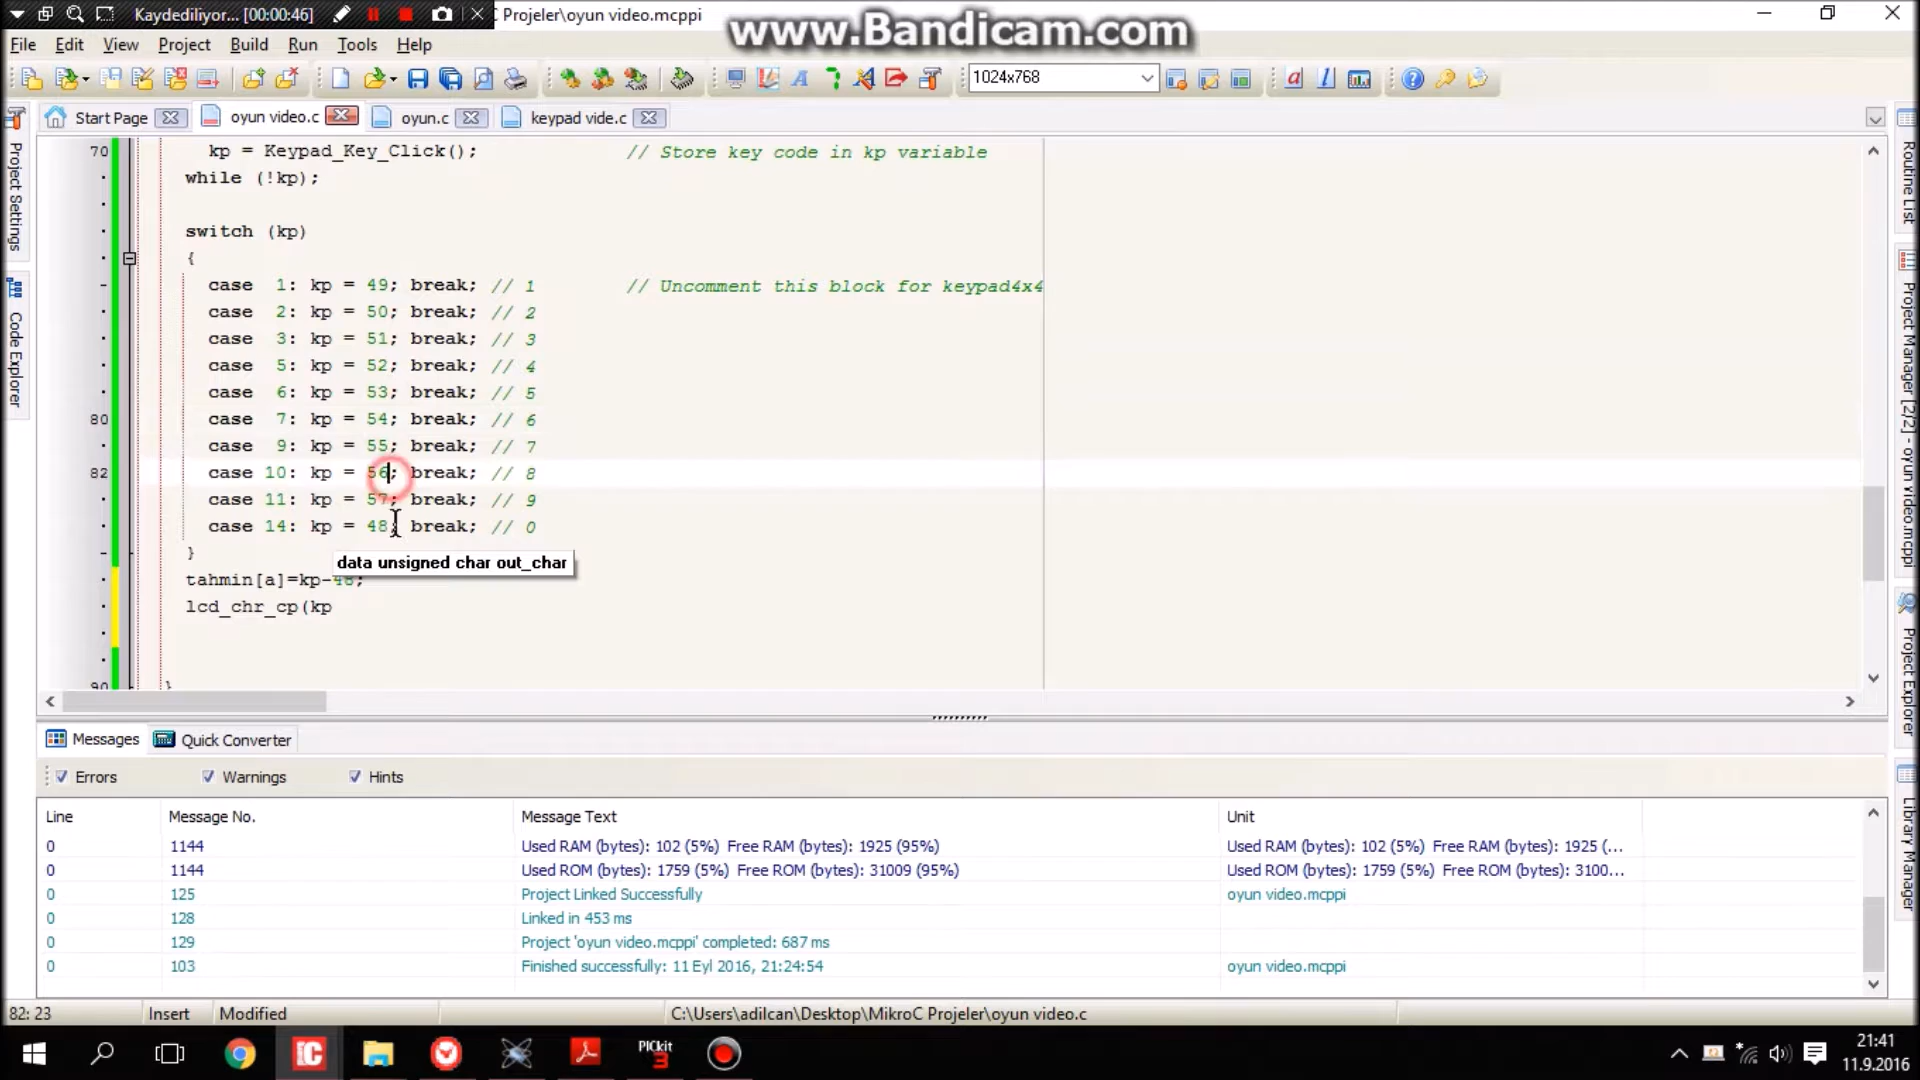 Kaydediliyor... [00:00:46]
C Projeler\oyun video.mcppi
www.Bandicam.com
File Edit View Project Build Run Tools Help
1024x768
Start Page oyun video.c oyun.c keypad vide.c
70 kp = Keypad_Key_Click(); // Store key code in kp variable
while (!kp);
switch (kp)
{
case 1: kp = 49; break; // 1 // Uncomment this block for keypad4x4
case 2: kp = 50; break; // 2
case 3: kp = 51; break; // 3
case 5: kp = 52; break; // 4
case 6: kp = 53; break; // 5
80 case 7: kp = 54; break; // 6
case 9: kp = 55; break; // 7
82 case 10: kp = 56; break; // 8
case 11: kp = 57; break; // 9
case 14: kp = 48; break; // 0
}
data unsigned char out_char
tahmin[a]=kp-48;
lcd_chr_cp(kp
90 }
Project Settings
Code Explorer
Routine List
Project Manager [2/2] - oyun video.mcppi
Project Explorer
Library Manager
Messages Quick Converter
Errors Warnings Hints
Line Message No. Message Text Unit
0 1144 Used RAM (bytes): 102 (5%) Free RAM (bytes): 1925 (95%) Used RAM (bytes): 102 (5%) Free RAM (bytes): 1925 (...
0 1144 Used ROM (bytes): 1759 (5%) Free ROM (bytes): 31009 (95%) Used ROM (bytes): 1759 (5%) Free ROM (bytes): 3100...
0 125 Project Linked Successfully oyun video.mcppi
0 128 Linked in 453 ms
0 129 Project 'oyun video.mcppi' completed: 687 ms
0 103 Finished successfully: 11 Eyl 2016, 21:24:54 oyun video.mcppi
82: 23 Insert Modified C:\Users\adilcan\Desktop\MikroC Projeler\oyun video.c
PICkit
3
21:41
11.9.2016